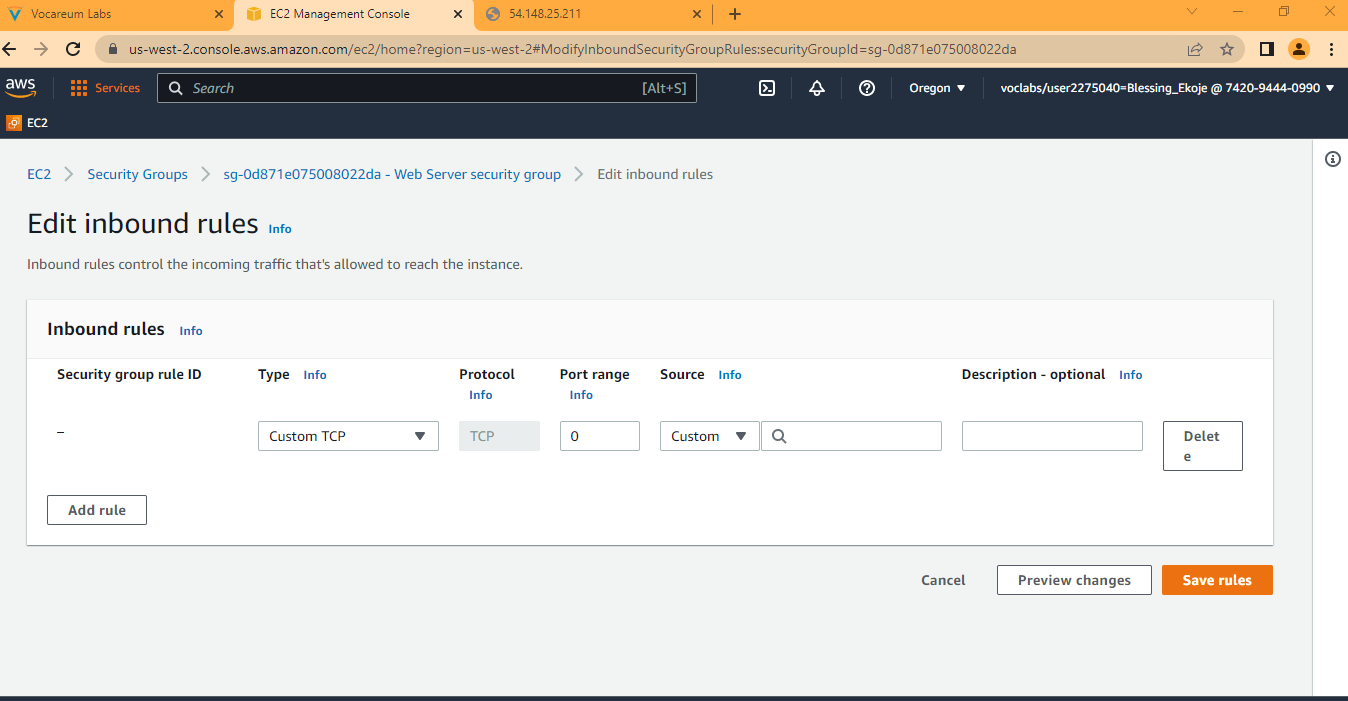 Vocareum Labs
EC2 Management Console
54.148.25.211
us-west-2.console.aws.amazon.com/ec2/home?region=us-west-2#ModifyInboundSecurityGroupRules:securityGroupId=sg-0d871e075008022da
aws
Services
Search
[Alt+S]
Oregon
voclabs/user2275040=Blessing_Ekoje @ 7420-9444-0990
EC2
EC2
Security Groups
sg-0d871e075008022da - Web Server security group
Edit inbound rules
Edit inbound rules Info
Inbound rules control the incoming traffic that's allowed to reach the instance.
Inbound rules Info
Security group rule ID
Type Info
Protocol
Info
Port range
Info
Source Info
Description - optional Info
–
Custom TCP
TCP
0
Custom
Delet
e
Add rule
Cancel
Preview changes
Save rules